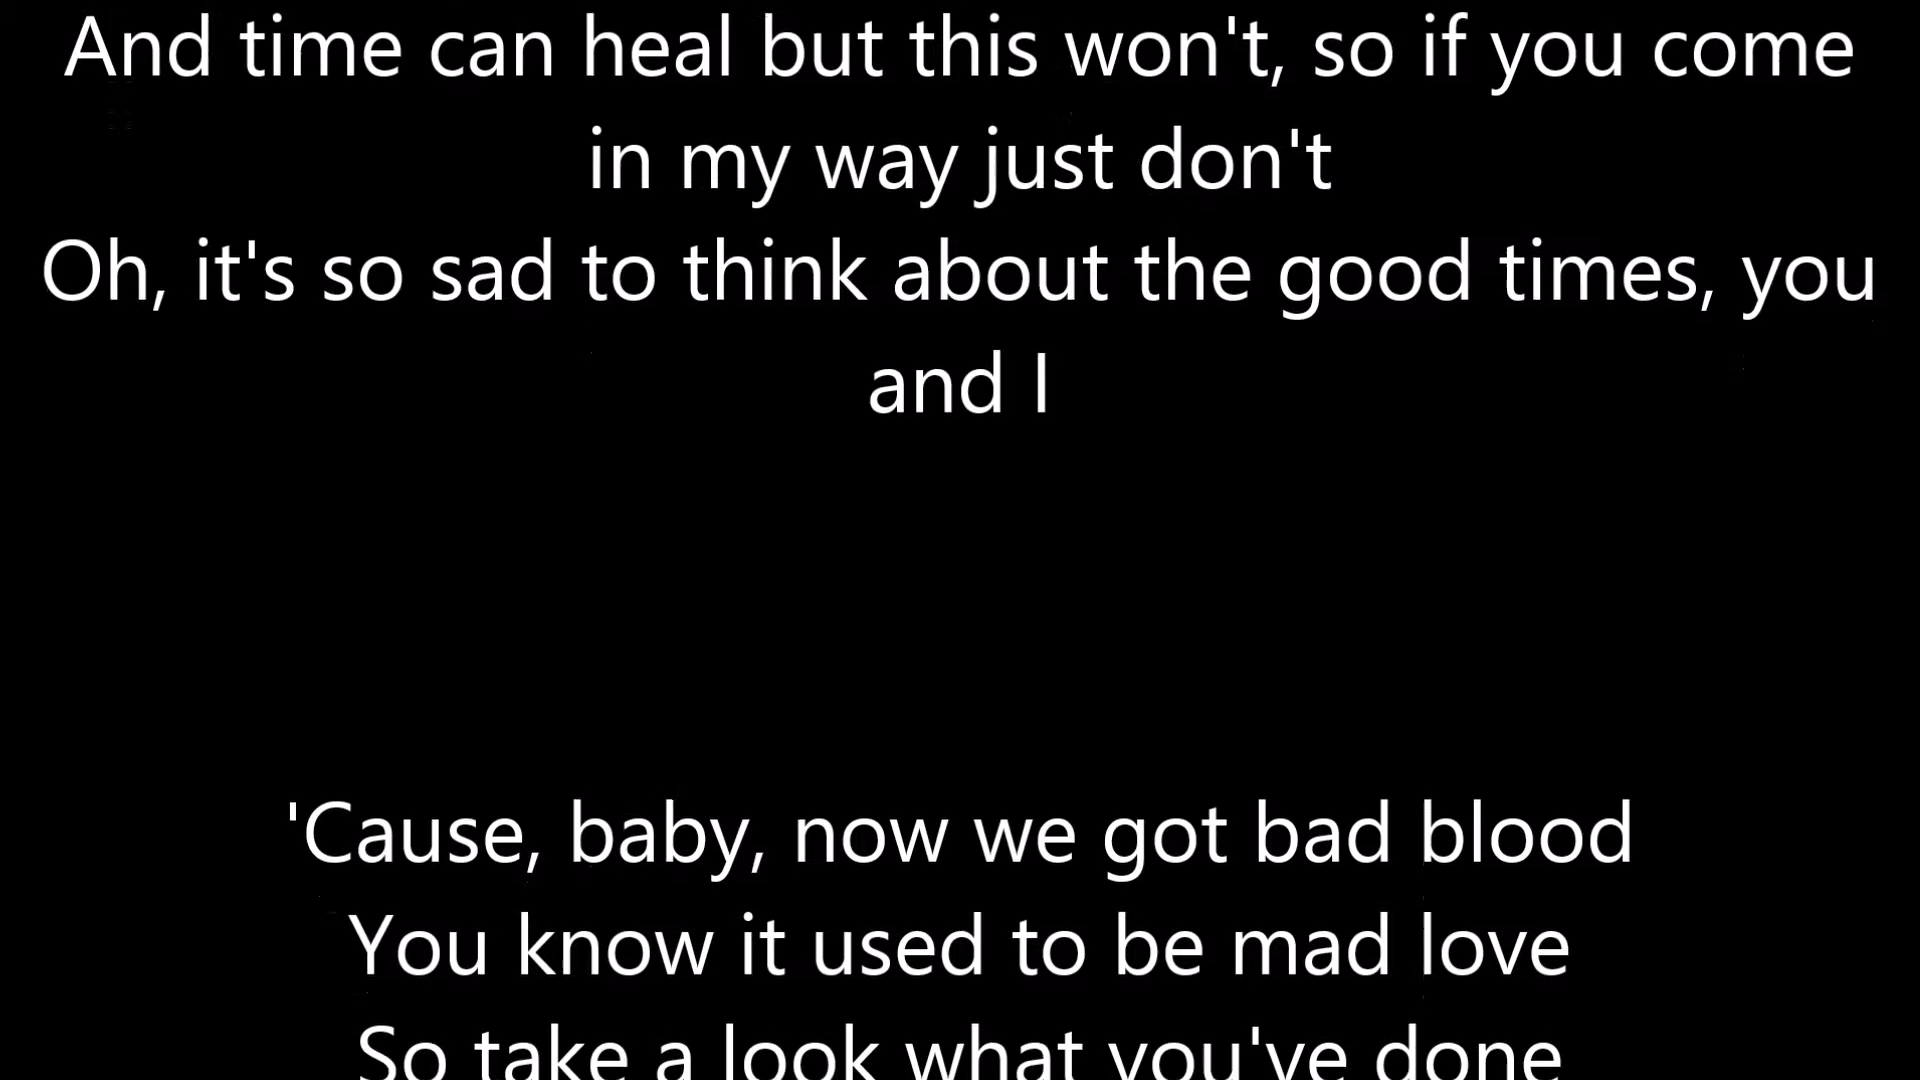 And time can heal but this won't, so if you come
in my way just don't
Oh, it's so sad to think about the good times, you
and I
'Cause, baby, now we got bad blood
You know it used to be mad love
So take a look what you've done